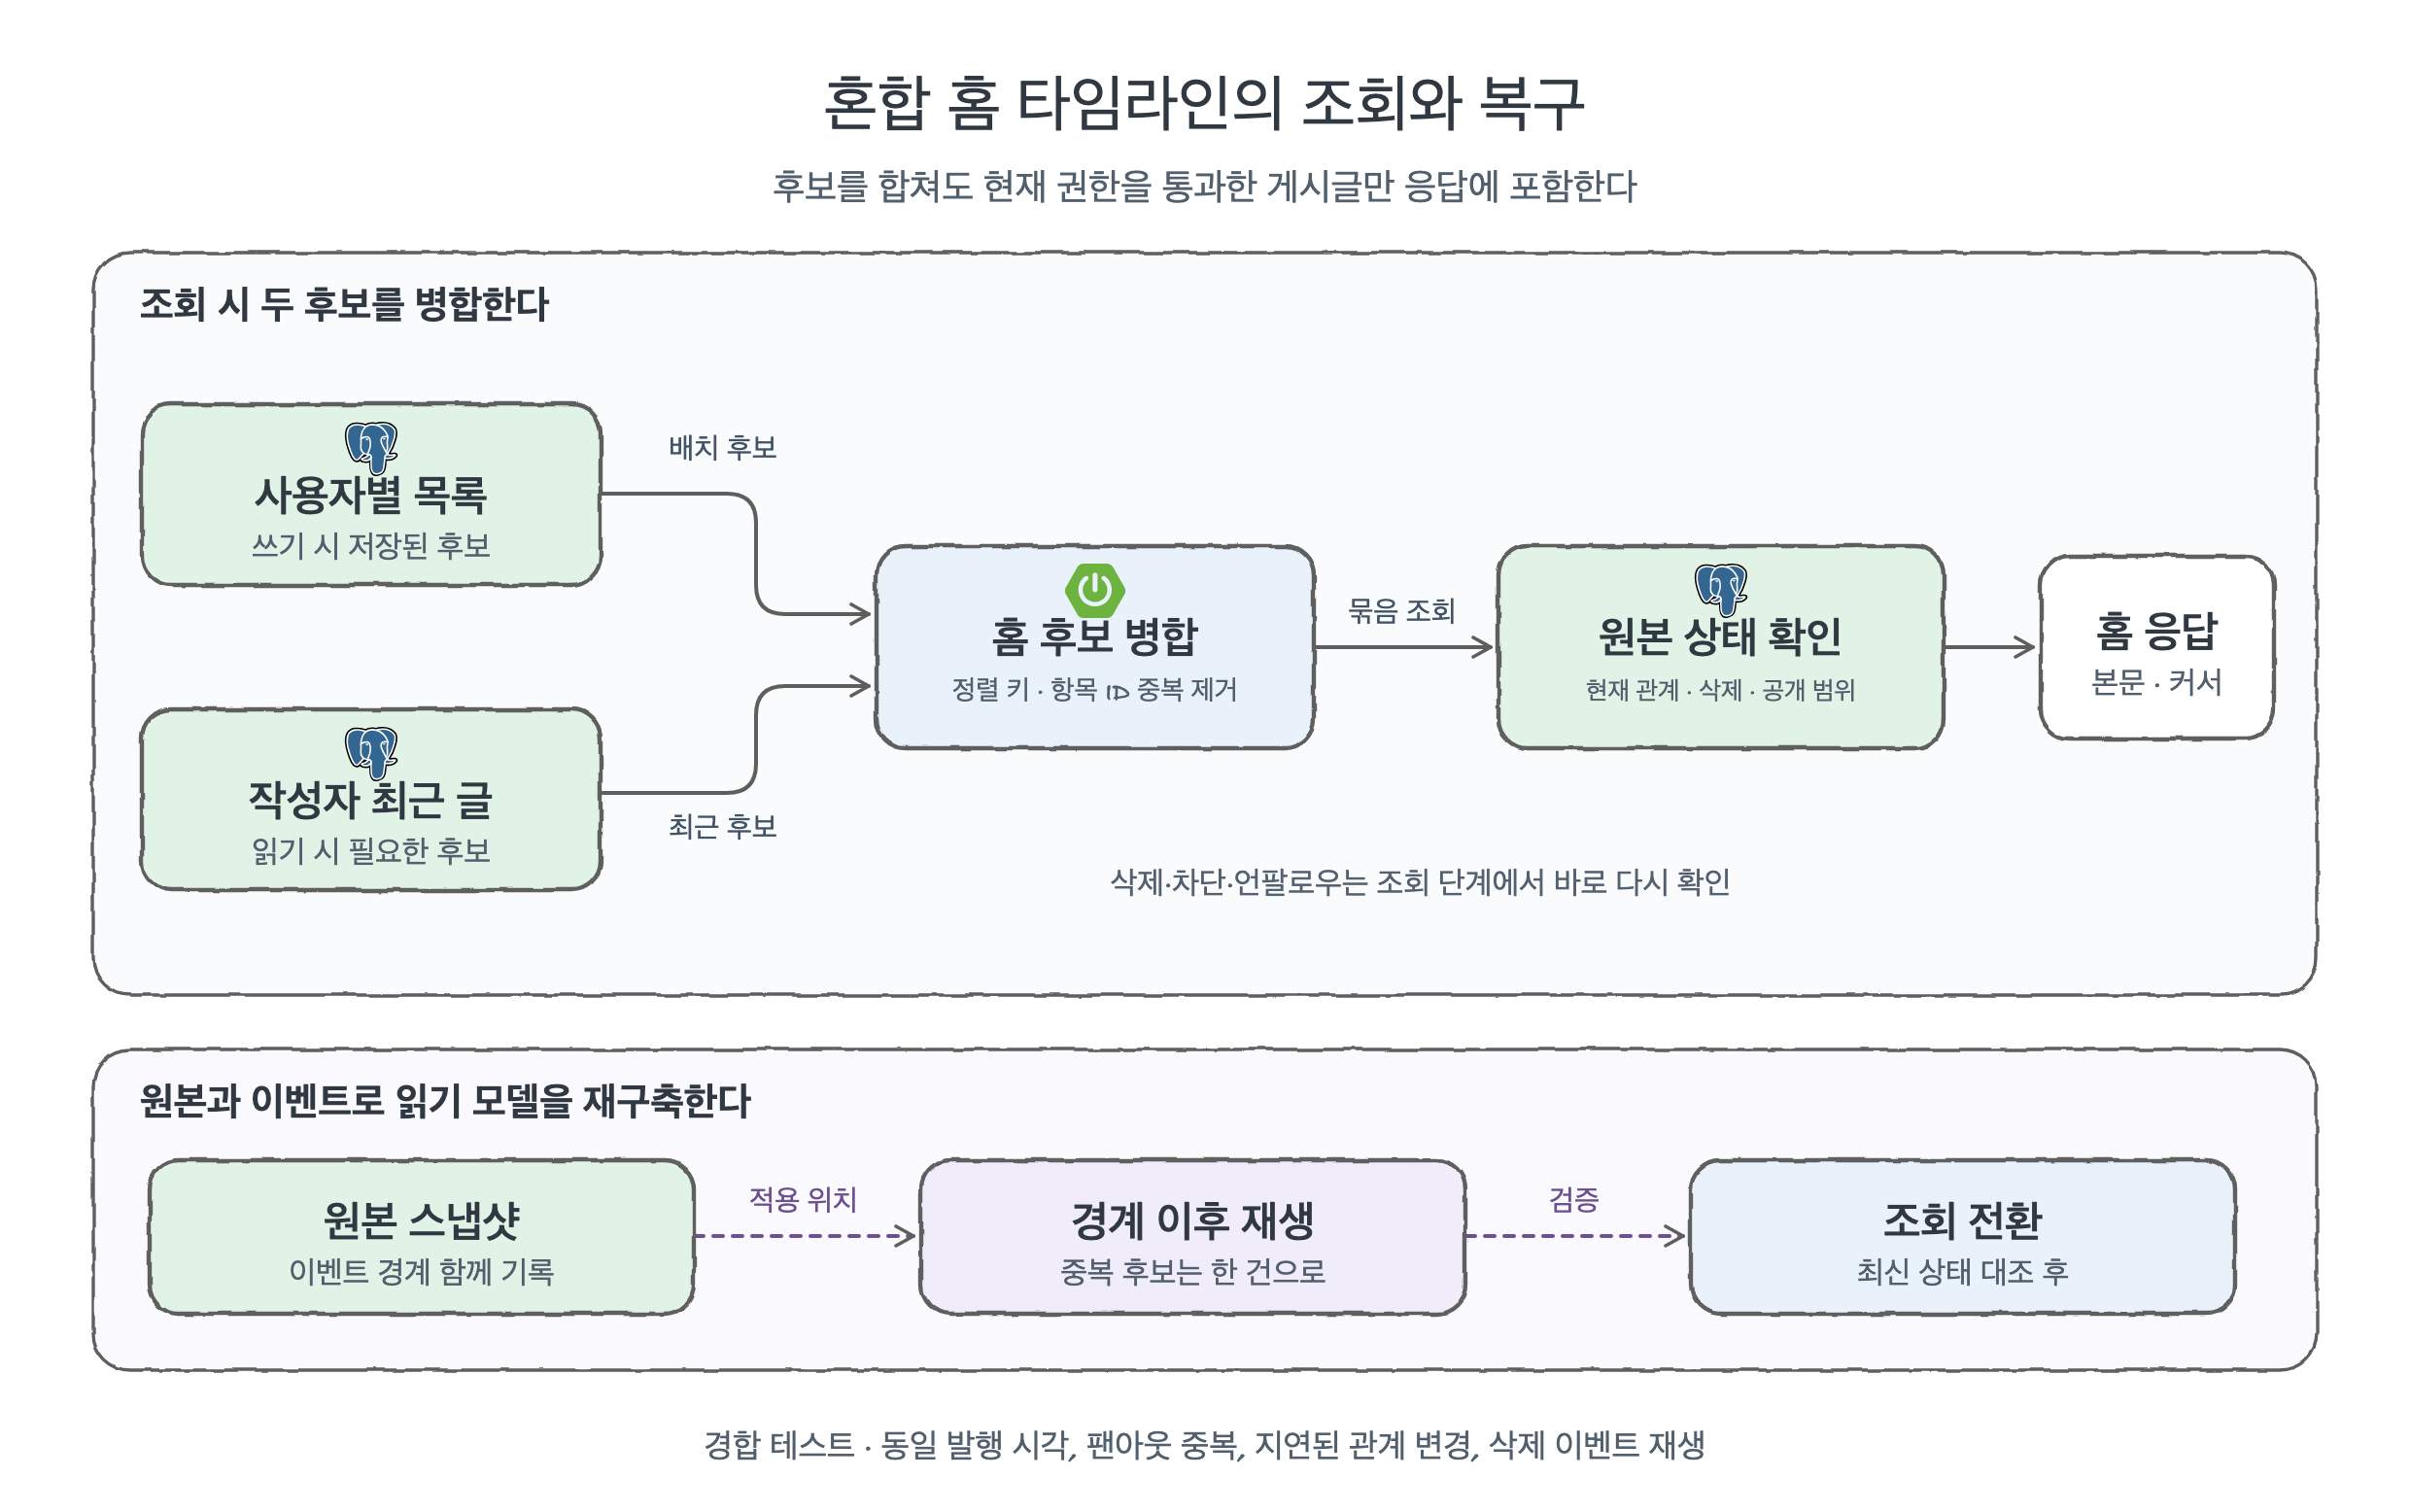 혼합 홈 타임라인의 조회와 복구
후보를 합쳐도 현재 권한을 통과한 게시글만 응답에 포함한다
조회 시 두 후보를 병합한다
사용자별 목록
쓰기 시 저장된 후보
배치 후보
작성자 최근 글
읽기 시 필요한 후보
최근 후보
홈 후보 병합
정렬 키 · 항목 ID 중복 제거
묶음 조회
원본 상태 확인
현재 관계 · 삭제 · 공개 범위
홈 응답
본문 · 커서
삭제·차단·언팔로우는 조회 단계에서 바로 다시 확인
원본과 이벤트로 읽기 모델을 재구축한다
원본 스냅샷
이벤트 경계 함께 기록
적용 위치
경계 이후 재생
중복 후보는 한 건으로
검증
조회 전환
최신 상태 대조 후
경합 테스트 · 동일 발행 시각, 팬아웃 중복, 지연된 관계 변경, 삭제 이벤트 재생